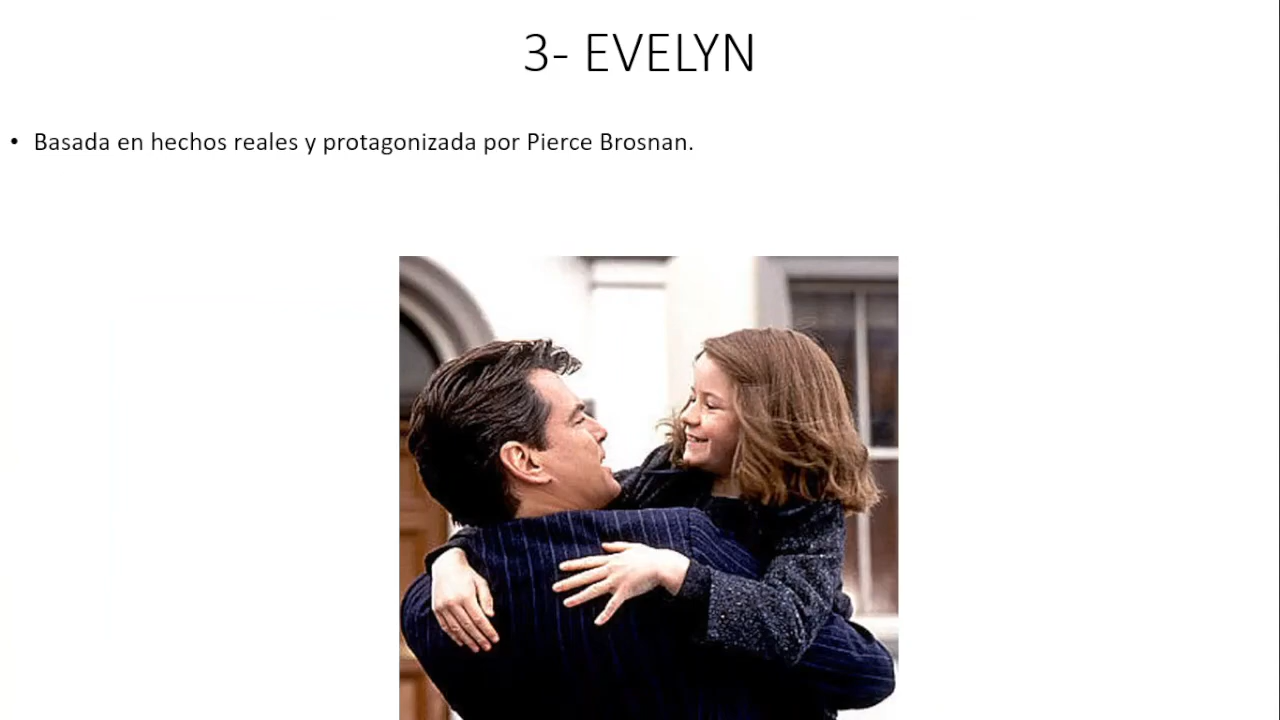 3- EVELYN
• Basada en hechos reales y protagonizada por Pierce Brosnan.